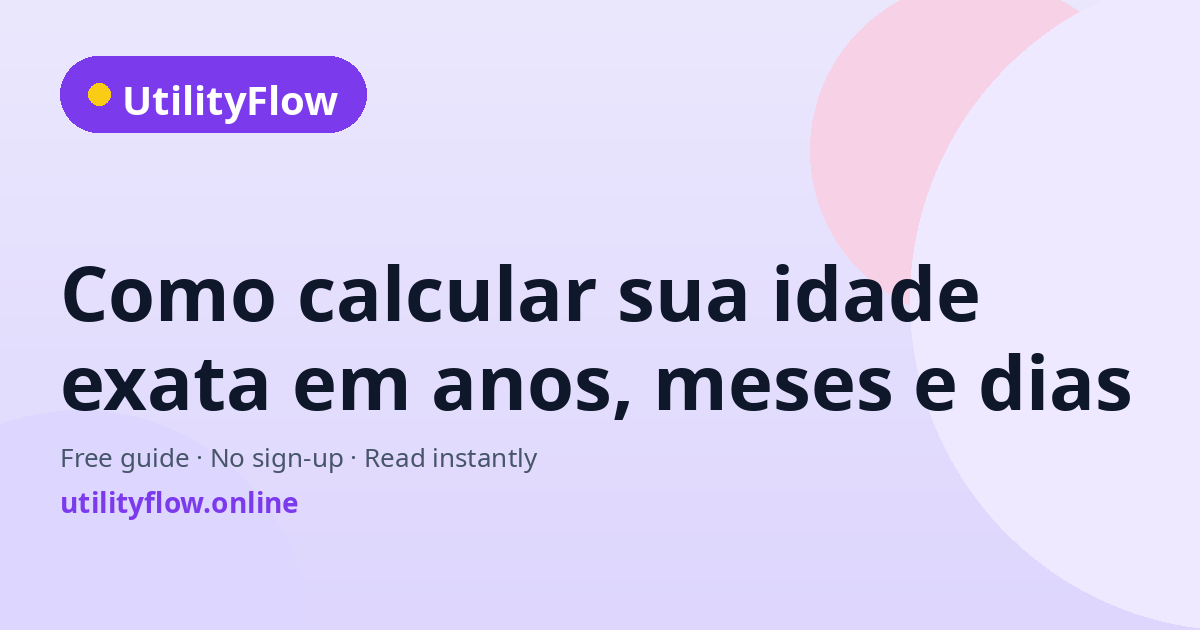 UtilityFlow
Como calcular sua idade
exata em anos, meses e dias
Free guide · No sign-up · Read instantly
utilityflow.online